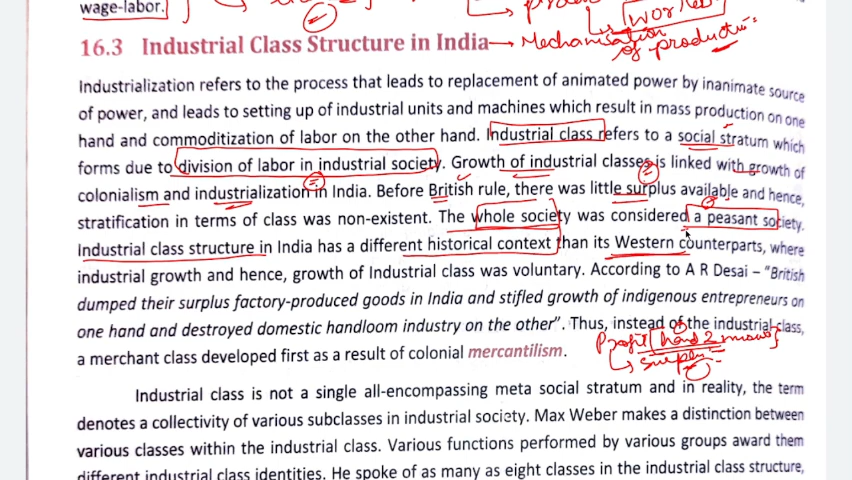 wage-labor.
worke
16.3 Industrial Class Structure in India → Mechanisation of production
Industrialization refers to the process that leads to replacement of animated power by inanimate source
of power, and leads to setting up of industrial units and machines which result in mass production on one
hand and commoditization of labor on the other hand. Industrial class refers to a social stratum which
forms due to division of labor in industrial society. Growth of industrial classes is linked with growth of
colonialism and industrialization in India. Before British rule, there was little surplus available and hence,
stratification in terms of class was non-existent. The whole society was considered a peasant society.
Industrial class structure in India has a different historical context than its Western counterparts, where
industrial growth and hence, growth of Industrial class was voluntary. According to A R Desai – "British
dumped their surplus factory-produced goods in India and stifled growth of indigenous entrepreneurs on
one hand and destroyed domestic handloom industry on the other". Thus, instead of the industrial class,
a merchant class developed first as a result of colonial mercantilism.
Profit hand 2
surplus
Industrial class is not a single all-encompassing meta social stratum and in reality, the term
denotes a collectivity of various subclasses in industrial society. Max Weber makes a distinction between
various classes within the industrial class. Various functions performed by various groups award them
different industrial class identities. He spoke of as many as eight classes in the industrial class structure,